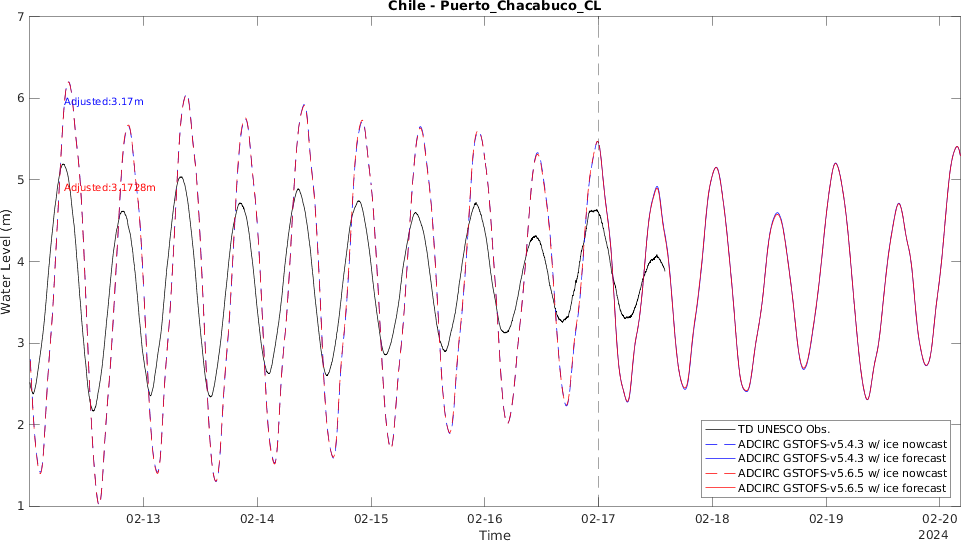 Chile - Puerto_Chacabuco_CL
7
6
5
4
3
2
1
Water Level (m)
Adjusted:3.17m
Adjusted:3.1728m
TD UNESCO Obs.
ADCIRC GSTOFS-v5.4.3 w/ ice nowcast
ADCIRC GSTOFS-v5.4.3 w/ ice forecast
ADCIRC GSTOFS-v5.6.5 w/ ice nowcast
ADCIRC GSTOFS-v5.6.5 w/ ice forecast
02-13 02-14 02-15 02-16 02-17 02-18 02-19 02-20
Time
2024